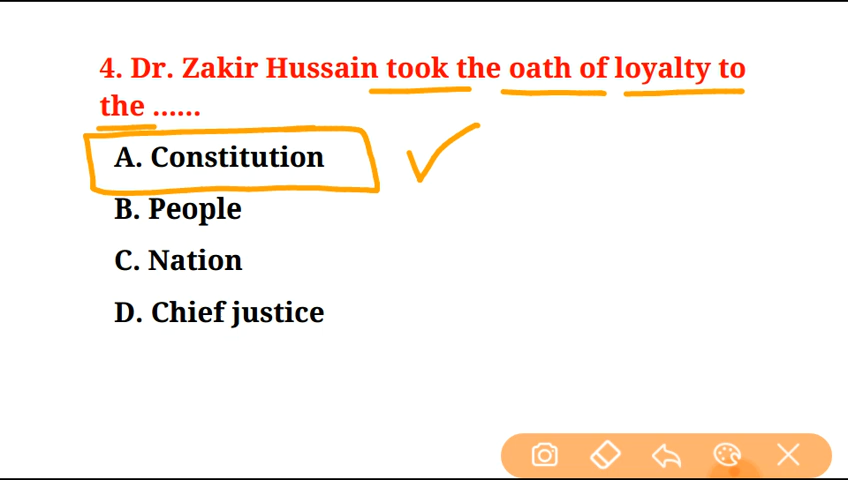 4. Dr. Zakir Hussain took the oath of loyalty to
the ......
A. Constitution
B. People
C. Nation
D. Chief justice